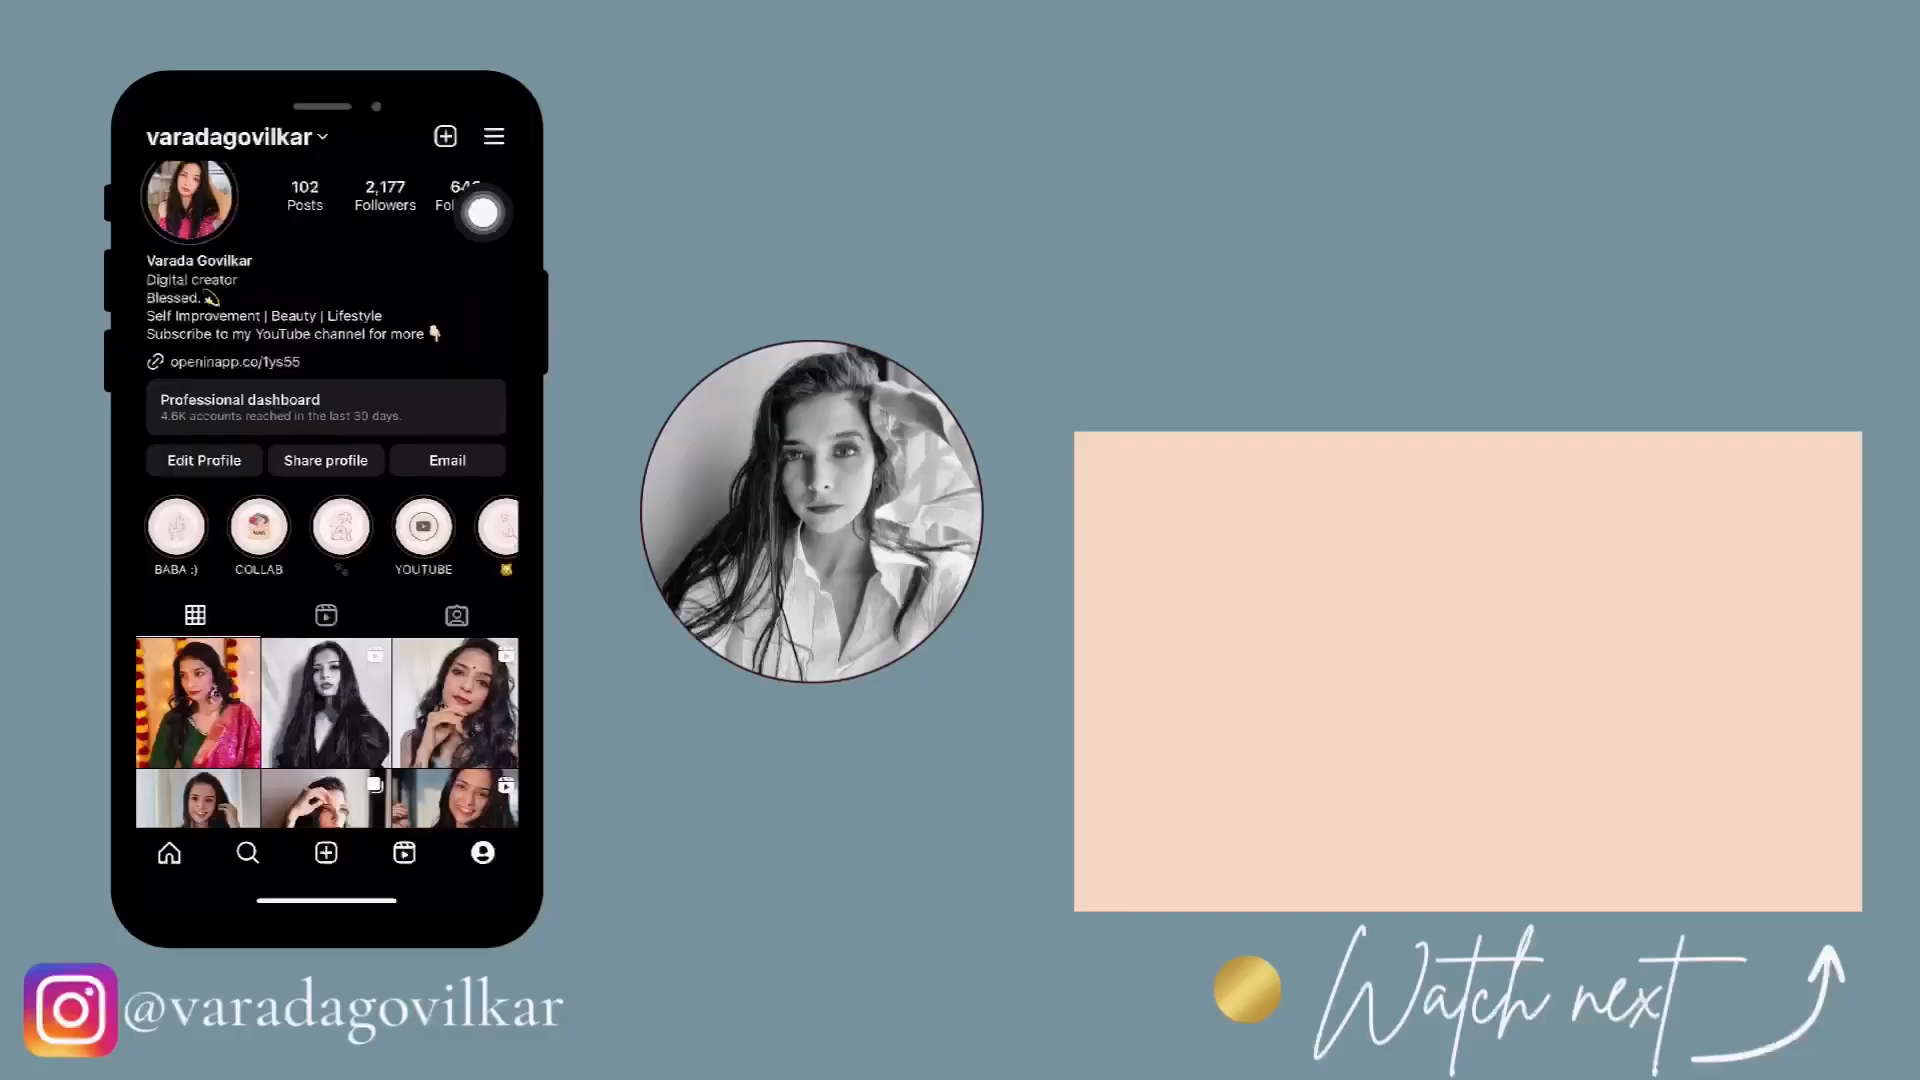 varadagovilkar
102
2,177
Posts
Followers
Varada Govilkar
Digital creator
Blessed.
Self Improvement | Beauty | Lifestyle
Subscribe to my YouTube channel for more
openinapp.co/1ys55
Professional dashboard
4.6K accounts reached in the last 30 days.
Edit Profile
Share profile
Email
BABA :)
COLLAB
YOUTUBE
@varadagovilkar
Watch next